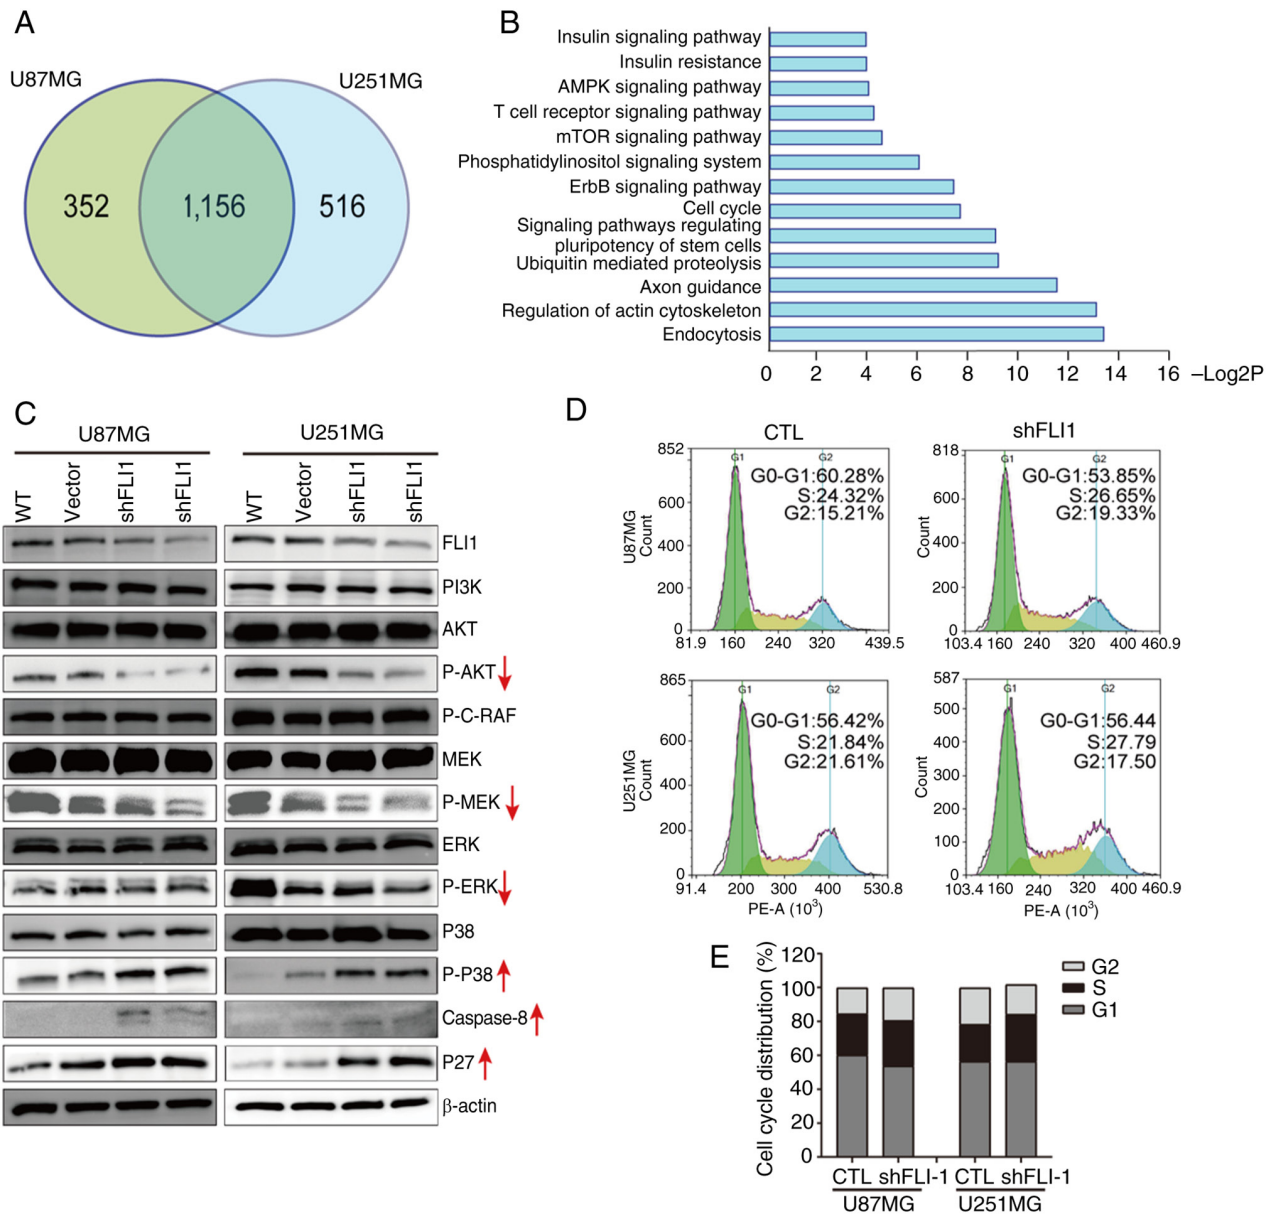 A
U87MG
U251MG
352
1,156
516
B
Insulin signaling pathway
Insulin resistance
AMPK signaling pathway
T cell receptor signaling pathway
mTOR signaling pathway
Phosphatidylinositol signaling system
ErbB signaling pathway
Cell cycle
Signaling pathways regulating
pluripotency of stem cells
Ubiquitin mediated proteolysis
Axon guidance
Regulation of actin cytoskeleton
Endocytosis
0 2 4 6 8 10 12 14 16 –Log2P
C
U87MG
U251MG
WT Vector shFLI1 shFLI1 WT Vector shFLI1 shFLI1
FLI1
PI3K
AKT
P-AKT
P-C-RAF
MEK
P-MEK
ERK
P-ERK
P38
P-P38
Caspase-8
P27
β-actin
D
CTL
shFLI1
U87MG
Count
852
600
400
200
0
81.9 160 240 320 439.5
G1 G2
G0-G1:60.28%
S:24.32%
G2:15.21%
Count
818
600
400
200
0
103.4 160 240 320 400 460.9
G1 G2
G0-G1:53.85%
S:26.65%
G2:19.33%
U251MG
Count
865
600
400
200
0
91.4 200 300 400 530.8
PE-A (10³)
G1 G2
G0-G1:56.42%
S:21.84%
G2:21.61%
Count
587
500
400
300
200
100
0
103.4 160 240 320 400 460.9
PE-A (10³)
G1 G2
G0-G1:56.44
S:27.79
G2:17.50
E
Cell cycle distribution (%)
120
100
80
60
40
20
0
G2
S
G1
CTL shFLI-1 CTL shFLI-1
U87MG U251MG